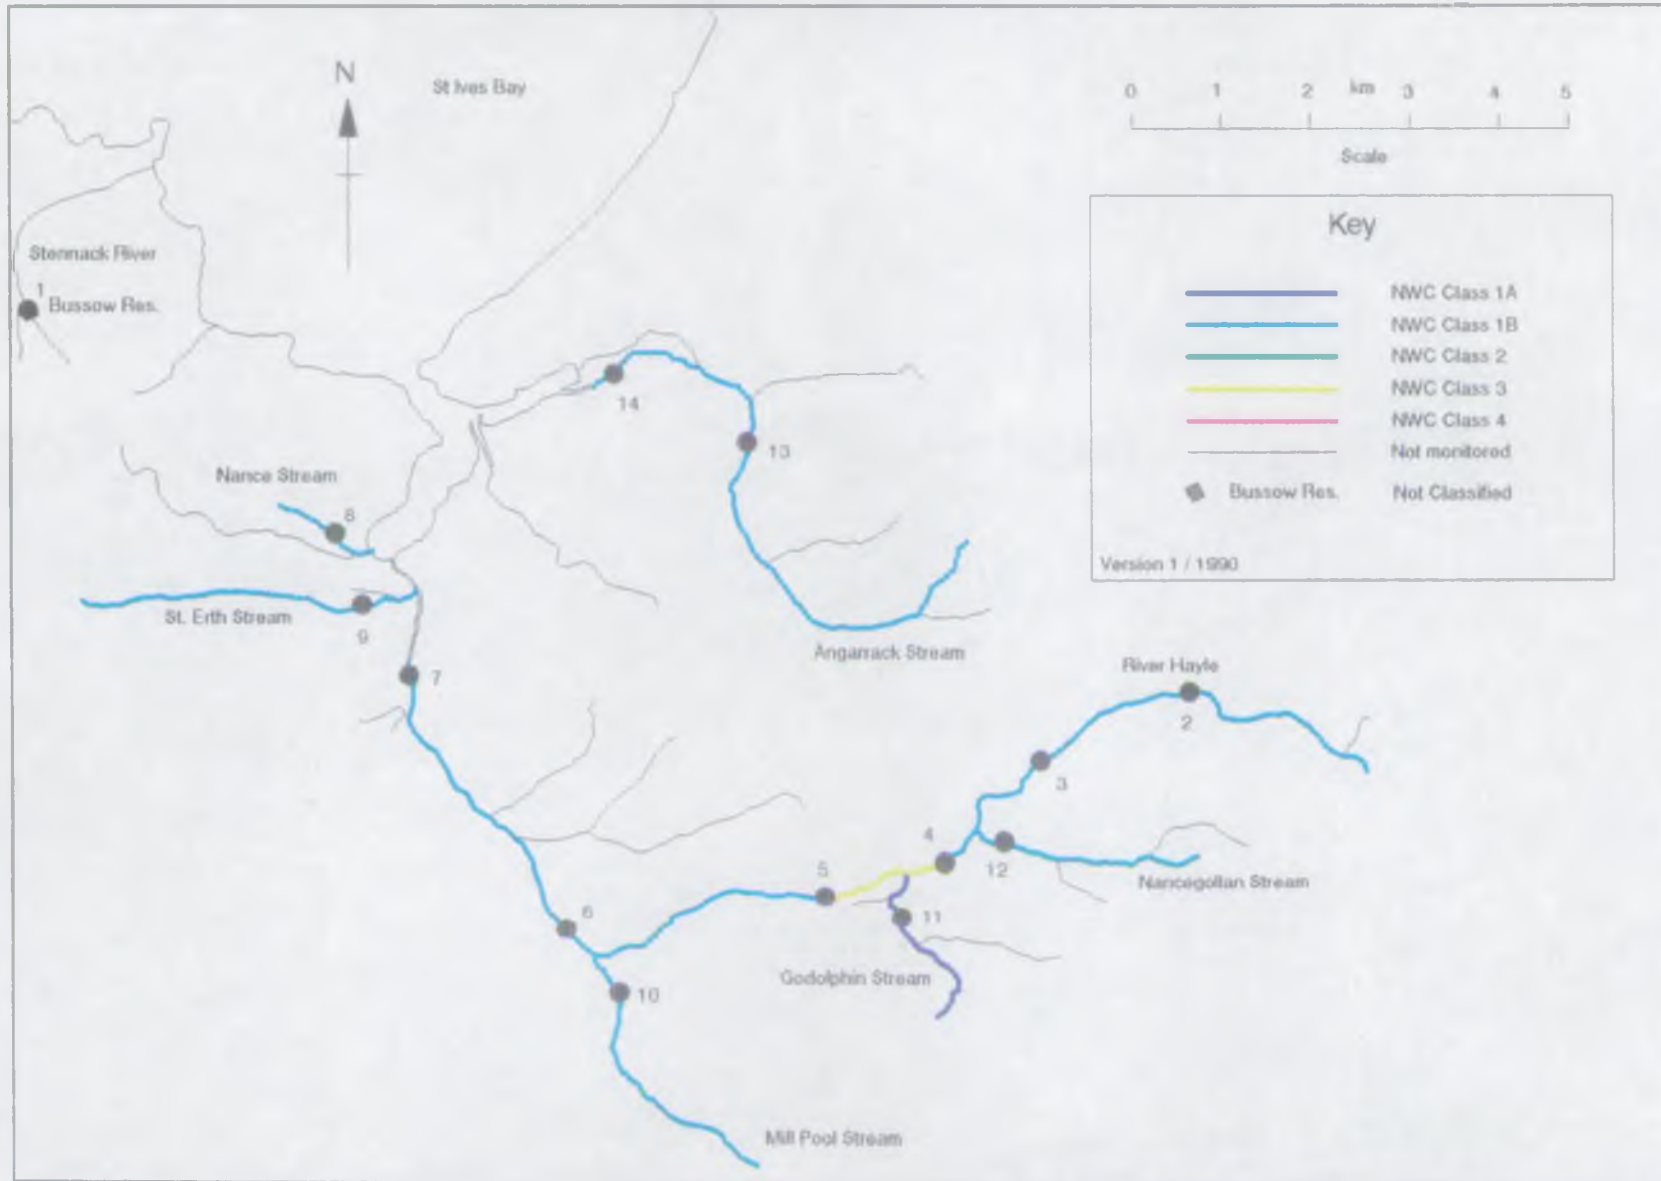 N
St Ives Bay
0 1 2 km 3 4 5
Scale
Key
NWC Class 1A
NWC Class 1B
NWC Class 2
NWC Class 3
NWC Class 4
Not monitored
Bussow Res. Not Classified
Version 1 / 1990
Stennack River
1
Bussow Res.
14
13
Nance Stream
8
St. Erth Stream
9
7
Angarrack Stream
River Hayle
2
3
4
12
Nancegollan Stream
5
11
6
Godolphin Stream
10
Mill Pool Stream